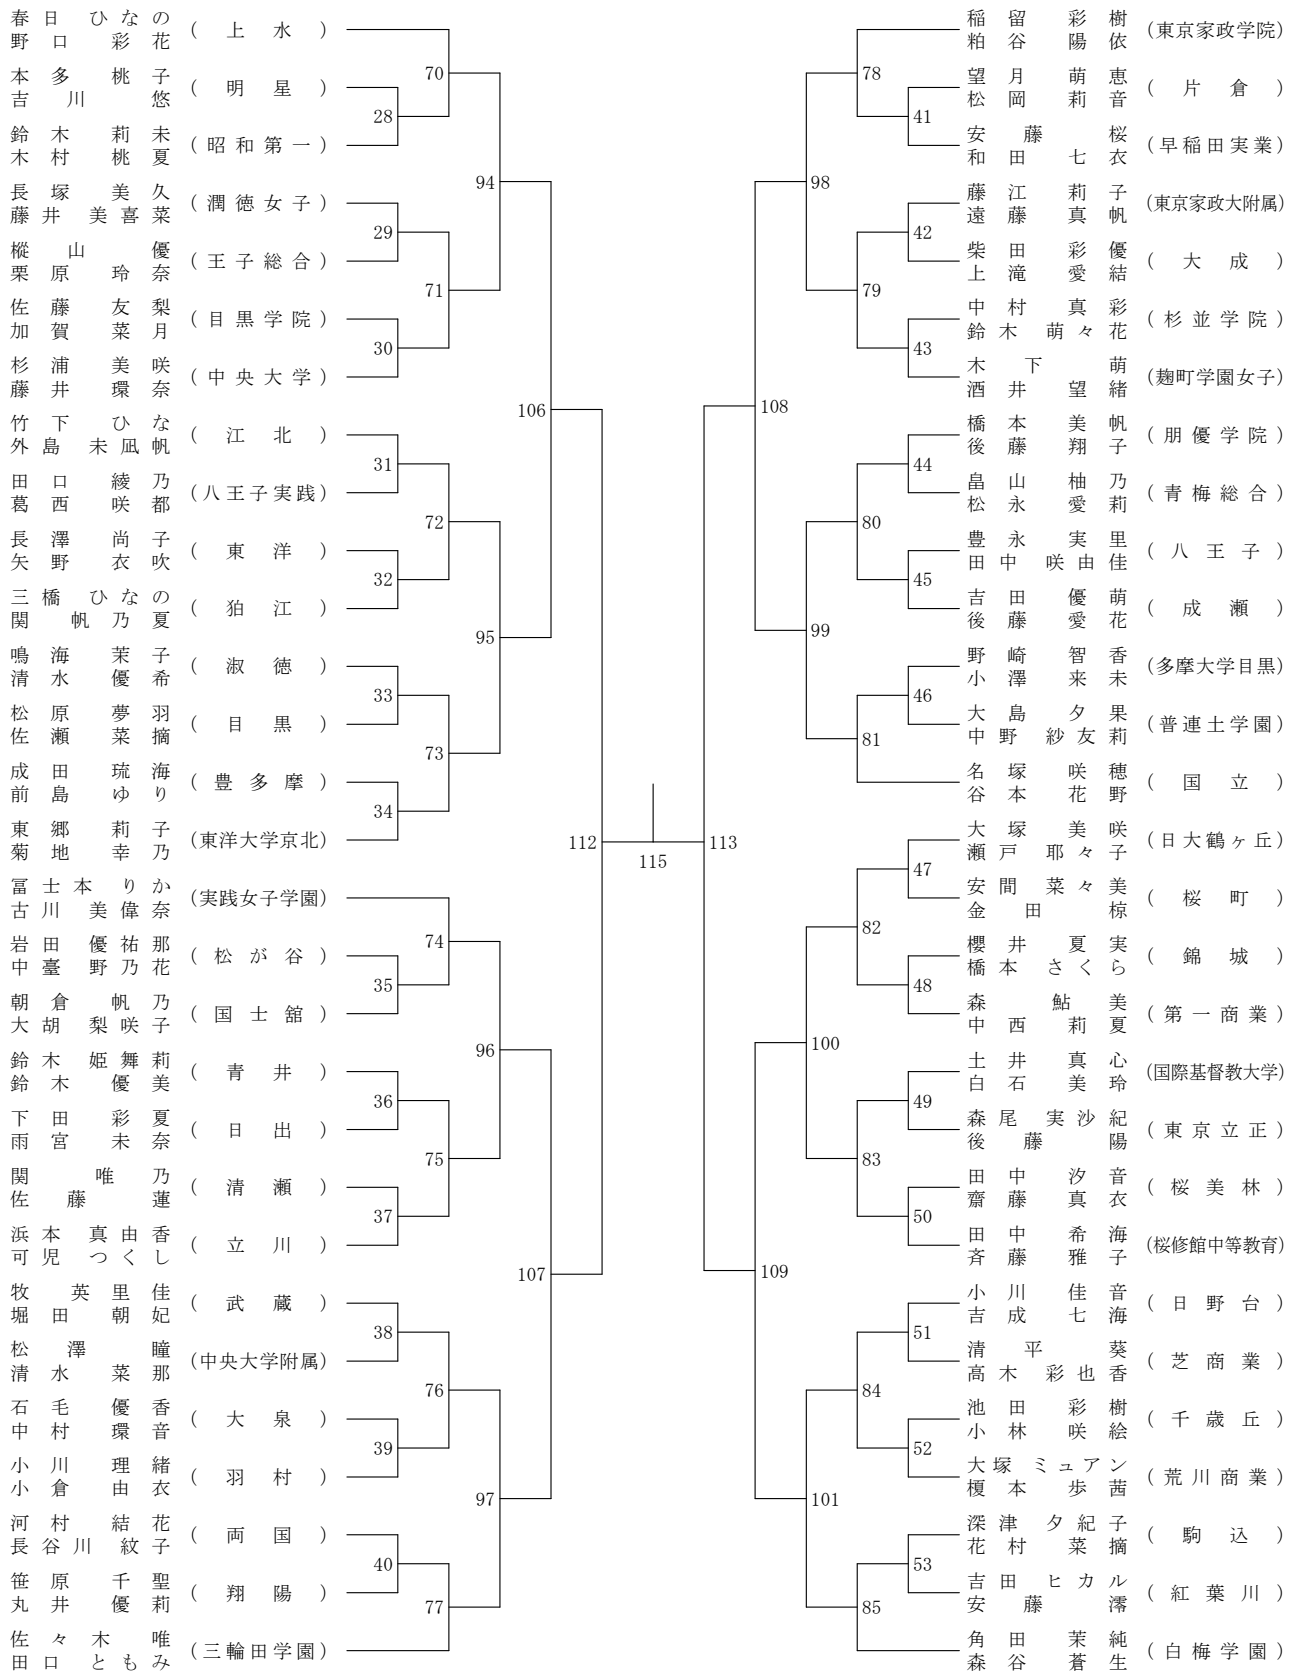 春日 ひなの
野口 彩花
(上水)
本多 桃子
吉川 悠
(明星)
鈴木 莉未
木村 桃夏
(昭和第一)
長塚 美久
藤井 美喜菜
(潤徳女子)
樅山 優
栗原 玲奈
(王子総合)
佐藤 友梨
加賀 菜月
(目黒学院)
杉浦 美咲
藤井 環奈
(中央大学)
竹下 ひな
外島 未凪帆
(江北)
田口 綾乃
葛西 咲都
(八王子実践)
長澤 尚子
矢野 衣吹
(東洋)
三橋 ひなの
関 帆乃夏
(狛江)
鳴海 茉子
清水 優希
(淑徳)
松原 夢羽
佐瀬 菜摘
(目黒)
成田 琉海
前島 ゆり
(豊多摩)
東郷 莉子
菊地 幸乃
(東洋大学京北)
冨士本 りか
古川 美偉奈
(実践女子学園)
岩田 優祐那
中臺 野乃花
(松が谷)
朝倉 帆乃
大胡 梨咲子
(国士舘)
鈴木 姫舞莉
鈴木 優美
(青井)
下田 彩夏
雨宮 未奈
(日出)
関 唯乃
佐藤 蓮
(清瀬)
浜本 真由香
可児 つくし
(立川)
牧 英里佳
堀田 朝妃
(武蔵)
松澤 瞳
清水 菜那
(中央大学附属)
石毛 優香
中村 環音
(大泉)
小川 理緒
小倉 由衣
(羽村)
河村 結花
長谷川 紋子
(両国)
笹原 千聖
丸井 優莉
(翔陽)
佐々木 唯
田口 ともみ
(三輪田学園)
28
29
30
31
32
33
34
35
36
37
38
39
40
70
71
72
73
74
75
76
77
94
95
96
97
106
107
112
115
113
108
109
98
99
100
101
78
79
80
81
82
83
84
85
41
42
43
44
45
46
47
48
49
50
51
52
53
稲留 彩樹
粕谷 陽依
(東京家政学院)
望月 萌恵
松岡 莉音
(片倉)
安藤 桜
和田 七衣
(早稲田実業)
藤江 莉子
遠藤 真帆
(東京家政大附属)
柴田 彩優
上滝 愛結
(大成)
中村 真彩
鈴木 萌々花
(杉並学院)
木下 萌
酒井 望緒
(麹町学園女子)
橋本 美帆
後藤 翔子
(朋優学院)
畠山 柚乃
松永 愛莉
(青梅総合)
豊永 実里
田中 咲由佳
(八王子)
吉田 優萌
後藤 愛花
(成瀬)
野崎 智香
小澤 来未
(多摩大学目黒)
大島 夕果
中野 紗友莉
(普連土学園)
名塚 咲穂
谷本 花野
(国立)
大塚 美咲
瀬戸 耶々子
(日大鶴ヶ丘)
安間 菜々美
金田 椋
(桜町)
櫻井 夏実
橋本 さくら
(錦城)
森 鮎美
中西 莉夏
(第一商業)
土井 真心
白石 美玲
(国際基督教大学)
森尾 実沙紀
後藤 陽
(東京立正)
田中 汐音
齋藤 真衣
(桜美林)
田中 希海
斉藤 雅子
(桜修館中等教育)
小川 佳音
吉成 七海
(日野台)
清平 葵
高木 彩也香
(芝商業)
池田 彩樹
小林 咲絵
(千歳丘)
大塚 ミュアン
榎本 歩茜
(荒川商業)
深津 夕紀子
花村 菜摘
(駒込)
吉田 ヒカル
安藤 澪
(紅葉川)
角田 茉純
森谷 蒼生
(白梅学園)